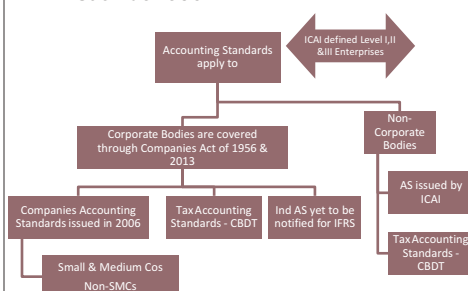 Accounting Standards
apply to
ICAI defined Level I,II
&III Enterprises
Corporate Bodies are covered
through Companies Act of 1956 &
2013
Non-
Corporate
Bodies
Companies Accounting
Standards issued in 2006
Tax Accounting
Standards - CBDT
Ind AS yet to be
notified for IFRS
AS issued by
ICAI
Tax Accounting
Standards -
CBDT
Small & Medium Cos
Non-SMCs